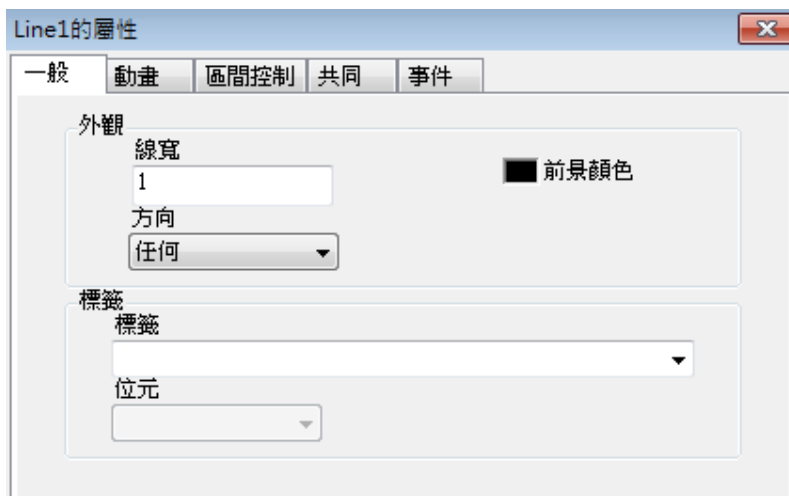 Line1的屬性
一般 動畫 區間控制 共同 事件
外觀
線寬
1
前景顏色
方向
任何
標籤
標籤
位元